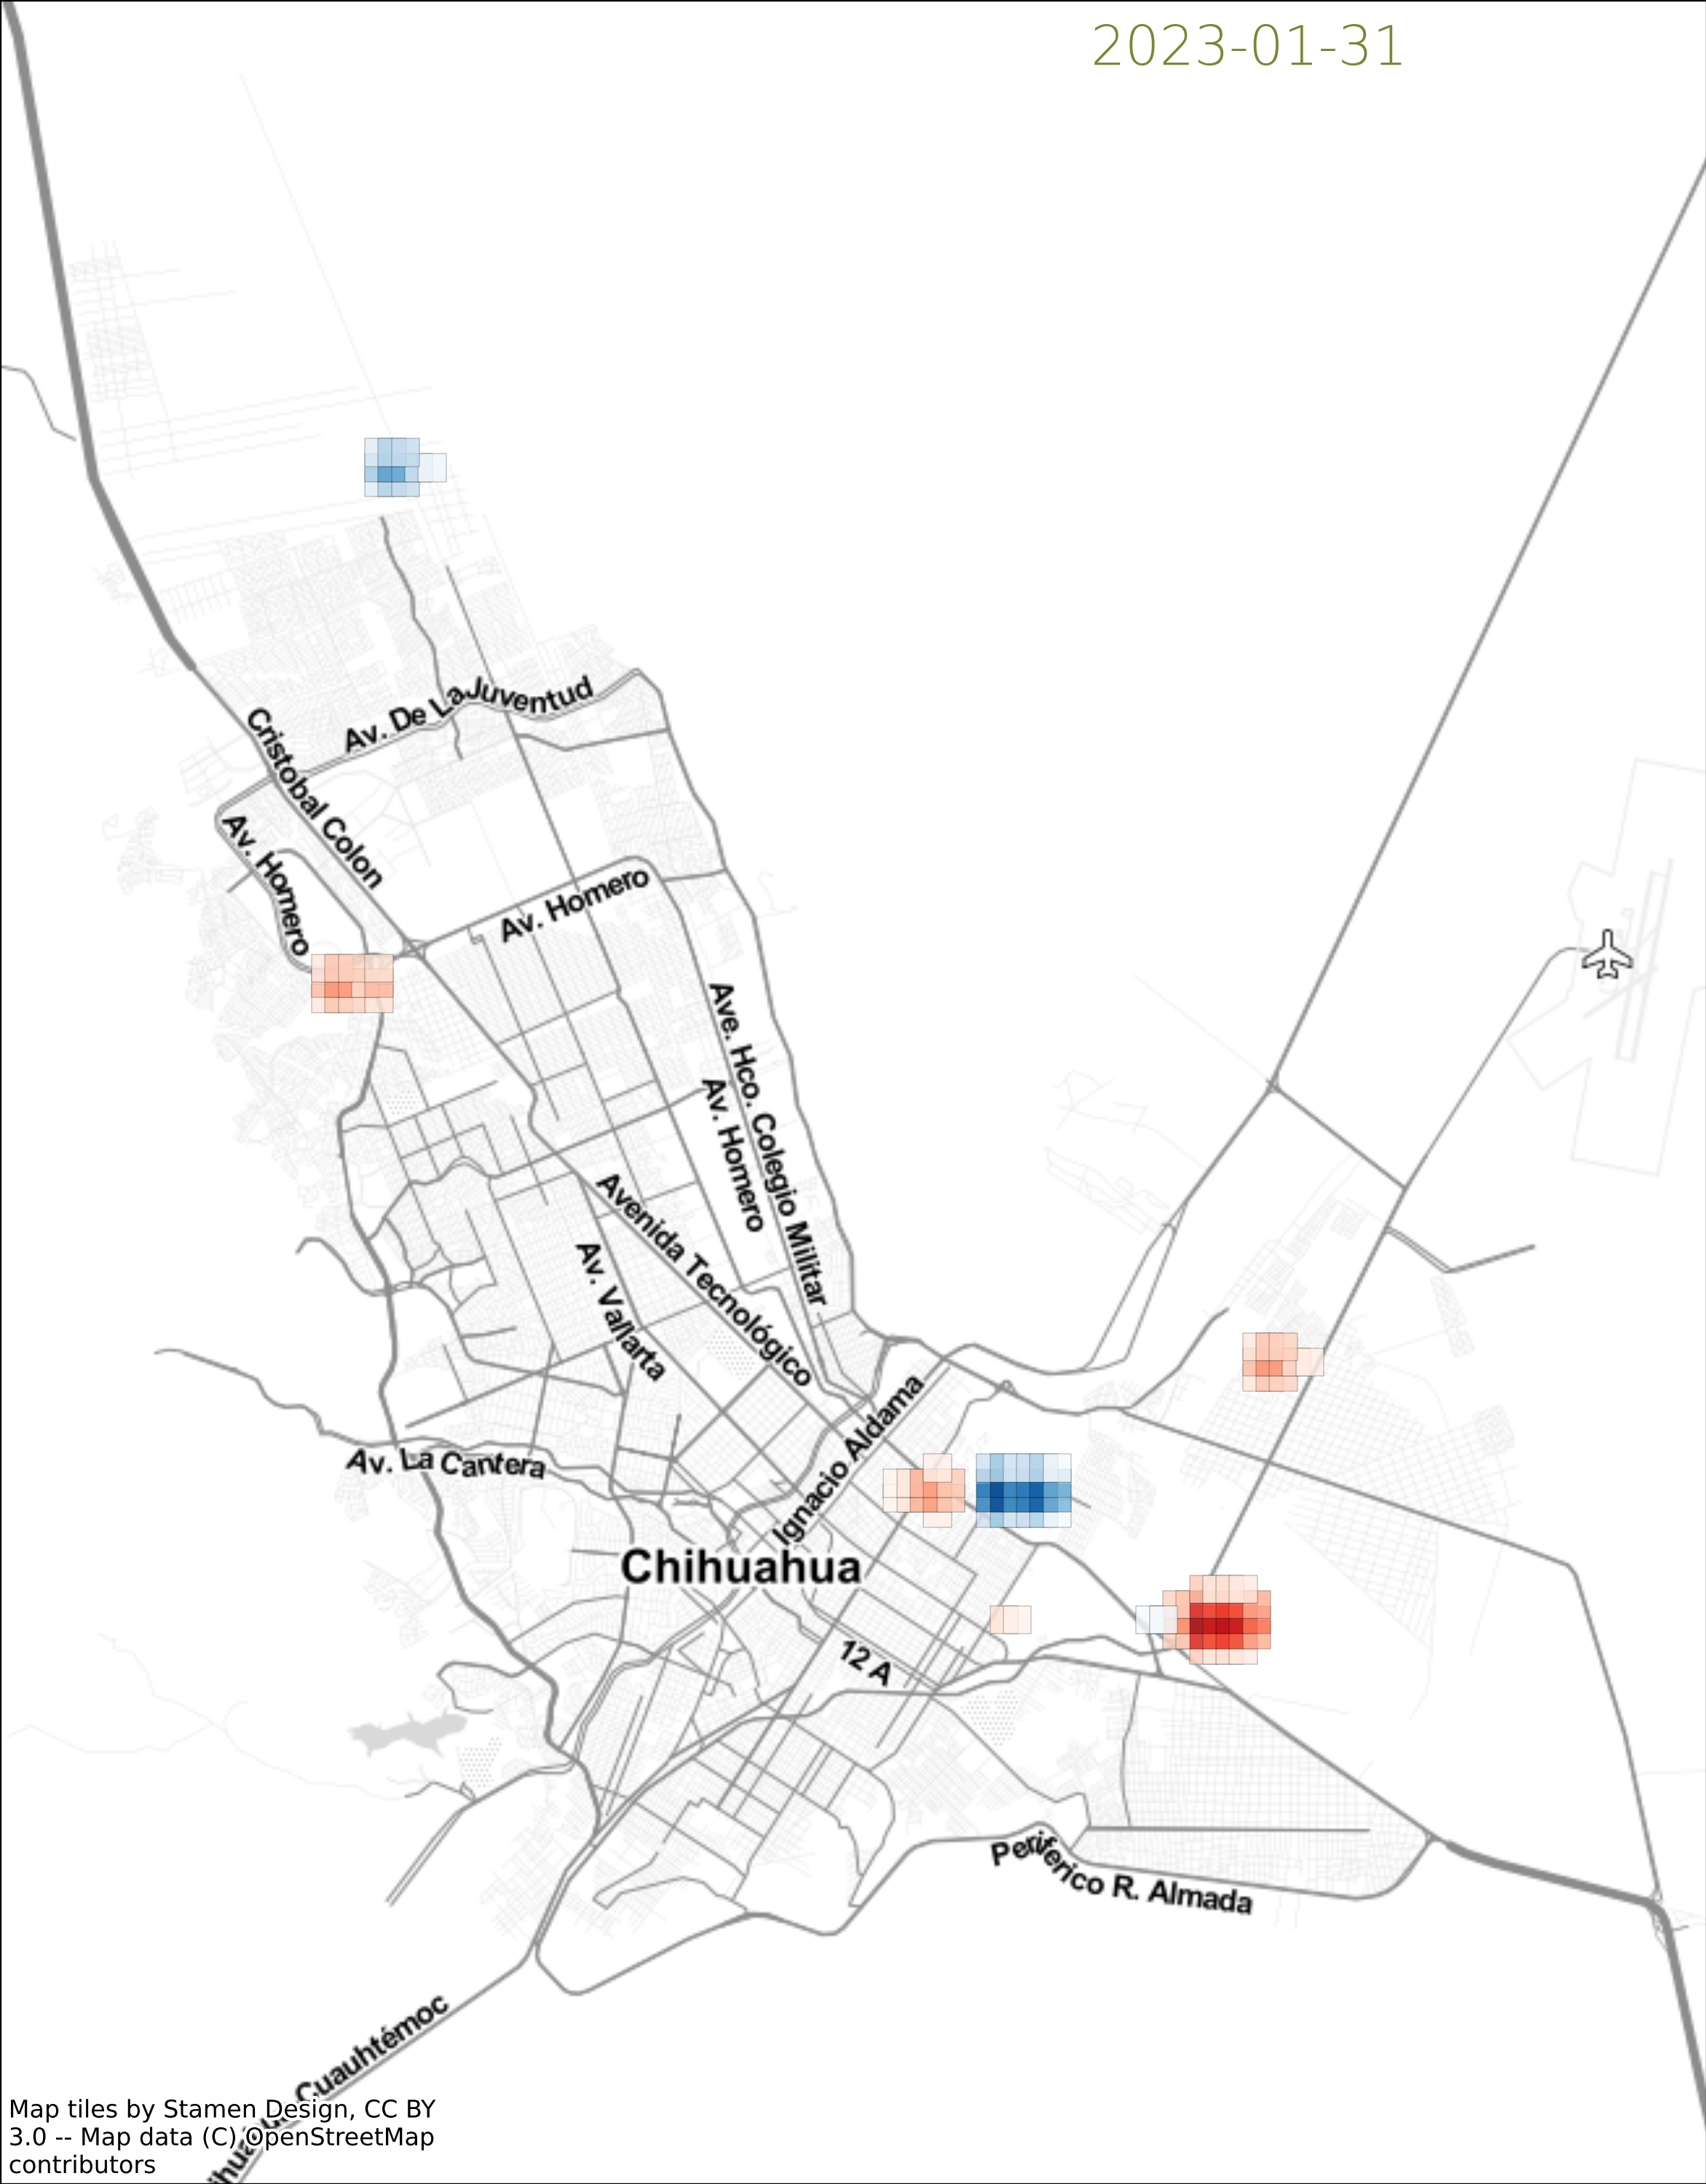 2023-01-31
Av. De La Juventud
Cristobal Colon
Av. Homero
Av. Homero
Ave. Hco. Colegio Militar
Av. Homero
Avenida Tecnológico
Av. Vallarta
Ignacio Aldama
Av. La Cantera
Chihuahua
12 A
Periferico R. Almada
Cuauhtémoc
Map tiles by Stamen Design, CC BY
3.0 -- Map data (C) OpenStreetMap
contributors